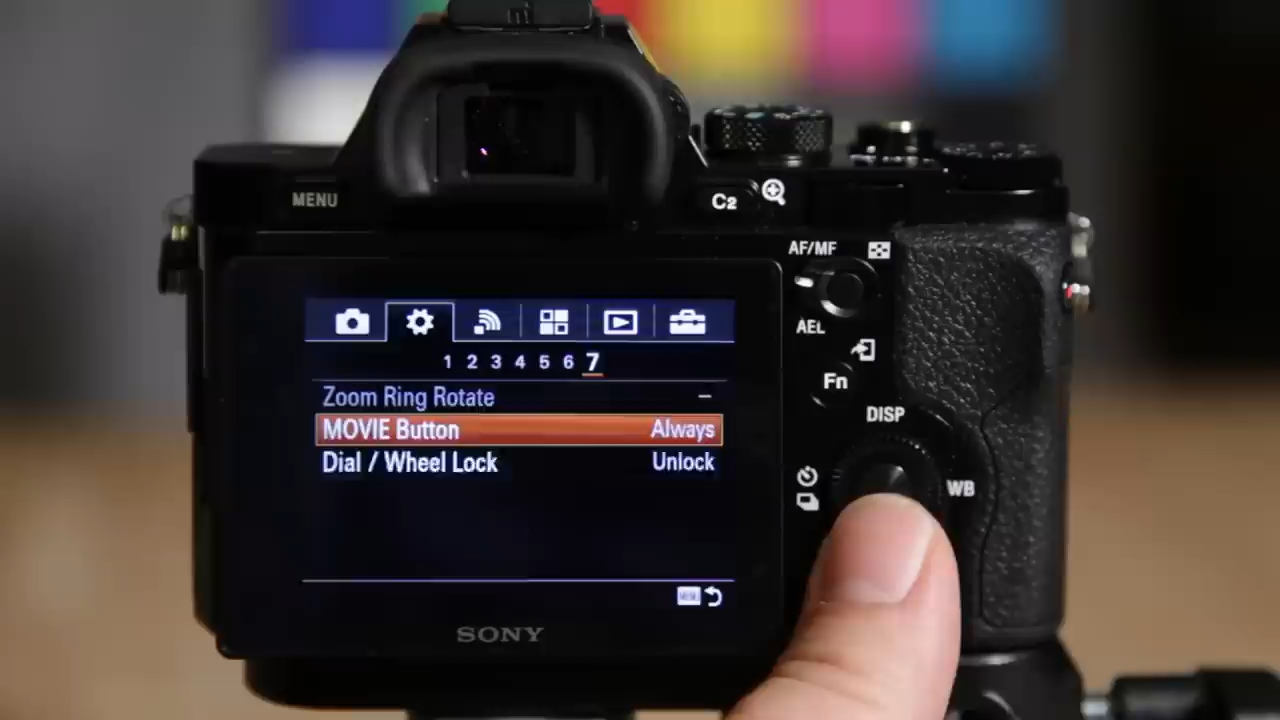 MENU
C2
AF/MF
AEL
Fn
DISP
WB
1 2 3 4 5 6 7
Zoom Ring Rotate –
MOVIE Button Always
Dial / Wheel Lock Unlock
SONY